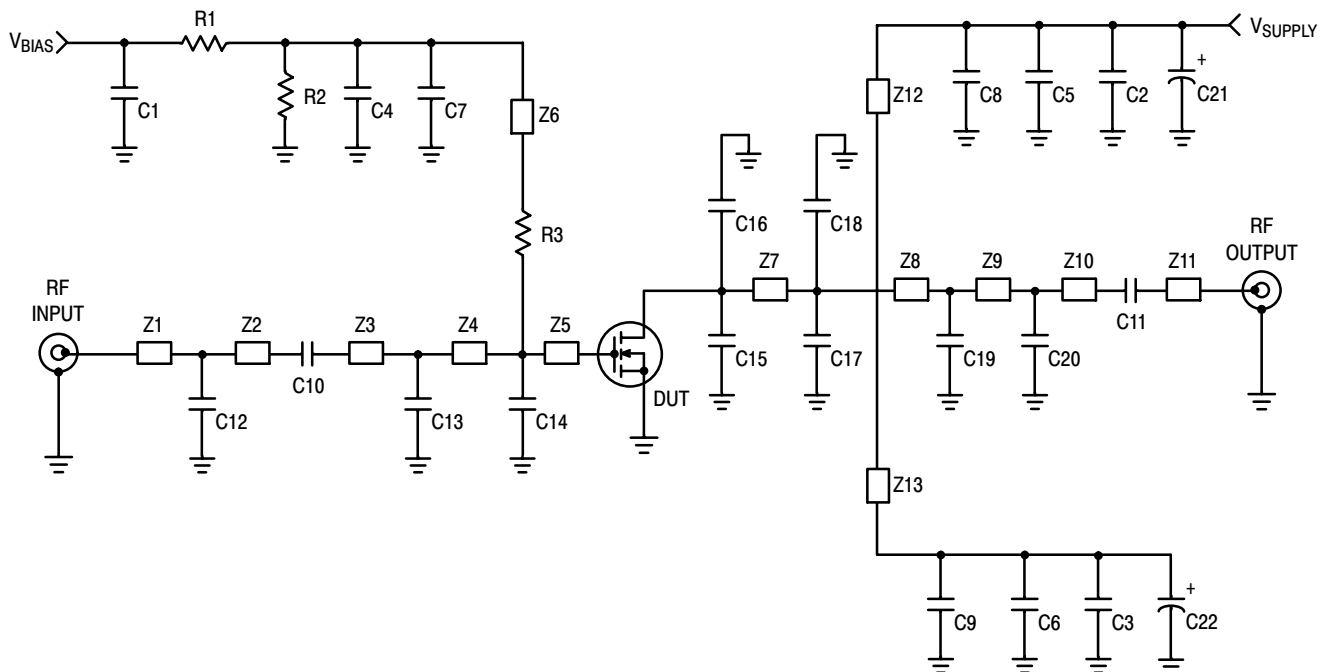 R1
V_BIAS
V_SUPPLY
+
C1
R2
C4
C7
Z6
Z12
C8
C5
C2
C21
R3
C16
C18
RF
INPUT
RF
OUTPUT
Z7
Z8
Z9
Z10
Z11
Z1
Z2
Z3
Z4
Z5
C10
C11
C15
C17
C19
C20
C12
C13
C14
DUT
Z13
+
C9
C6
C3
C22